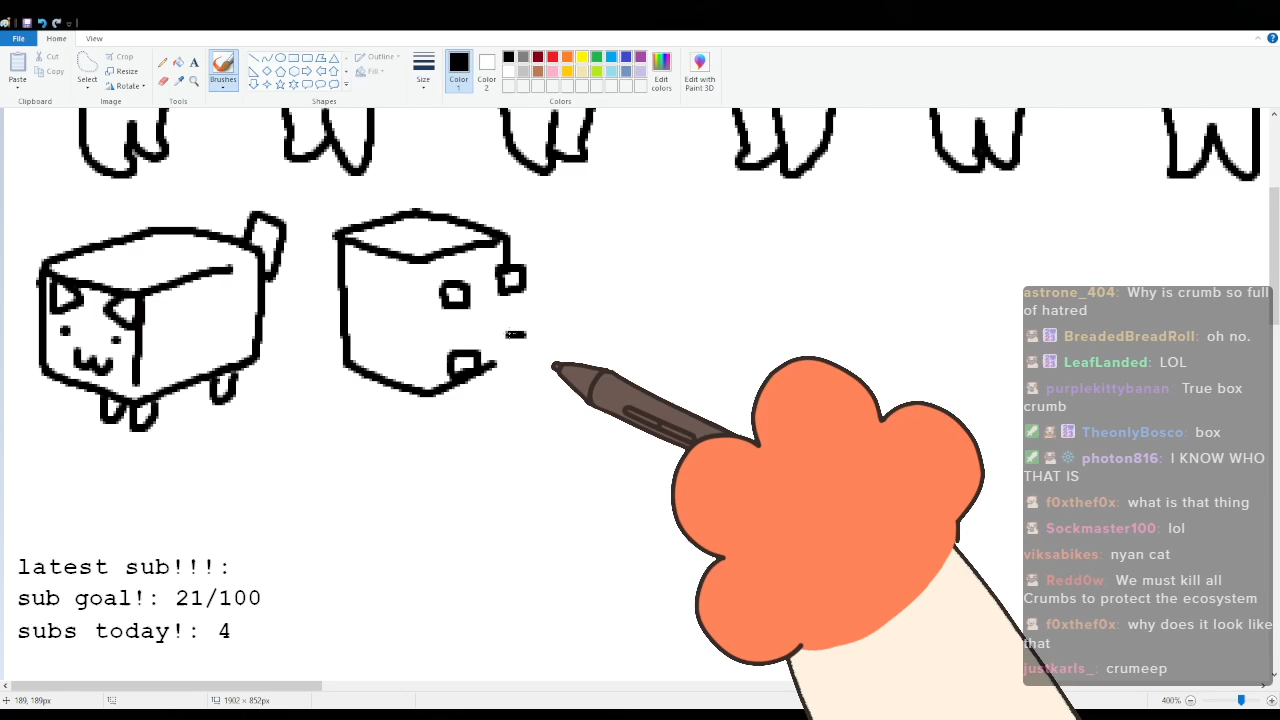 File Home View
Cut
Copy
Paste
Clipboard
Crop
Resize
Rotate
Select
Image
Tools
A
Brushes
Outline
Fill
Shapes
Size
Color 1
Color 2
Edit colors
Colors
Edit with Paint 3D
astrone_404: Why is crumb so full
of hatred
BreadedBreadRoll: oh no.
LeafLanded: LOL
purplekittybanan True box
crumb
TheonlyBosco: box
photon816: I KNOW WHO
THAT IS
f0xthef0x: what is that thing
Sockmaster100: lol
viksabikes: nyan cat
Redd0w: We must kill all
Crumbs to protect the ecosystem
f0xthef0x: why does it look like
that
justkarls_: crumeep
latest sub!!!:
sub goal!: 21/100
subs today!: 4
189, 189px
1902 × 852px
400%